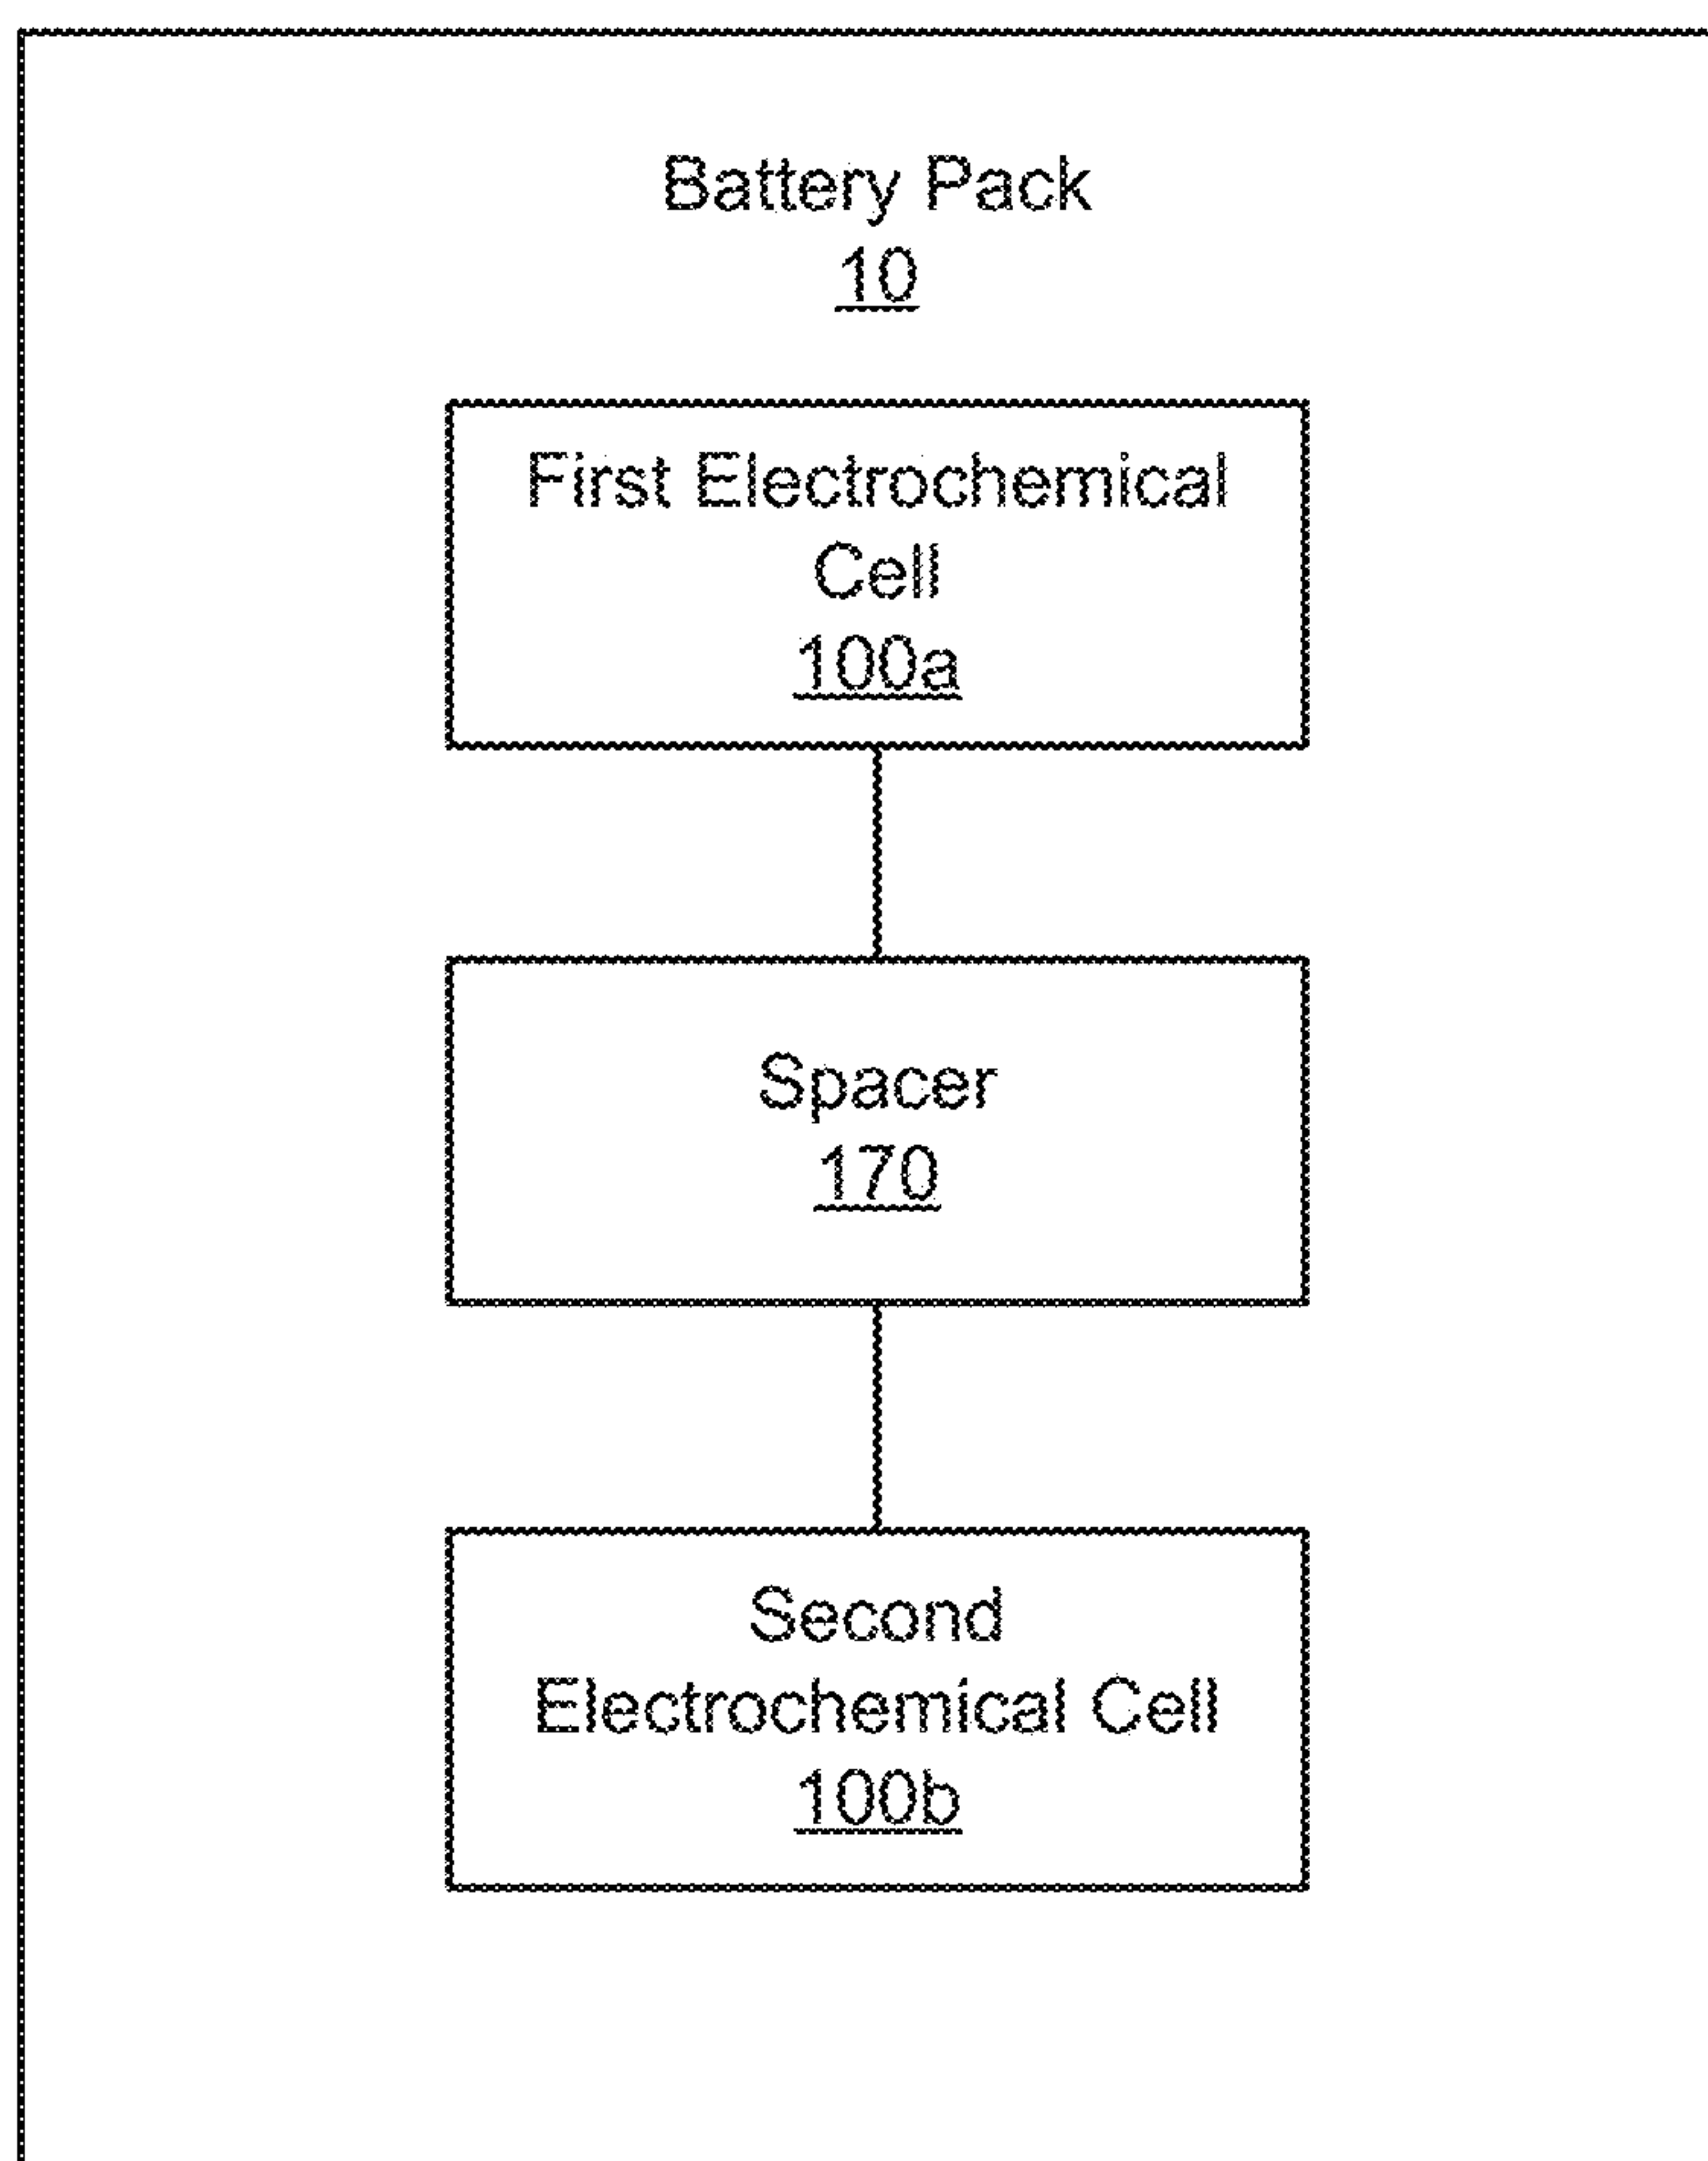 Battery Pack
10
First Electrochemical
Cell
100a
Spacer
170
Second
Electrochemical Cell
100b